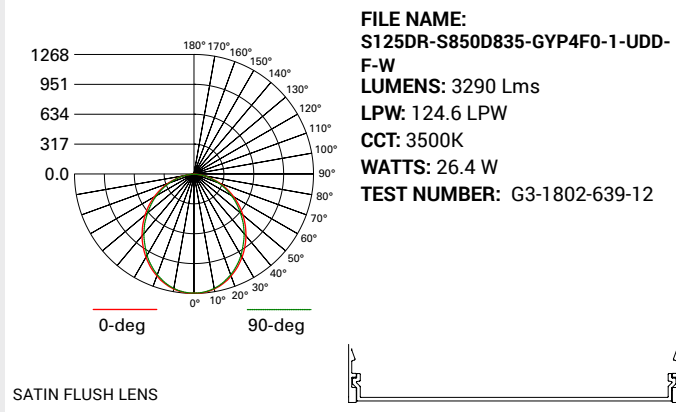 FILE NAME:
S125DR-S850D835-GYP4F0-1-UDD-
F-W
LUMENS: 3290 Lms
LPW: 124.6 LPW
CCT: 3500K
WATTS: 26.4 W
TEST NUMBER: G3-1802-639-12
1268
951
634
317
0.0
180°
170°
160°
150°
140°
130°
120°
110°
100°
90°
80°
70°
60°
50°
40°
30°
20°
10°
0°
0-deg
90-deg
SATIN FLUSH LENS